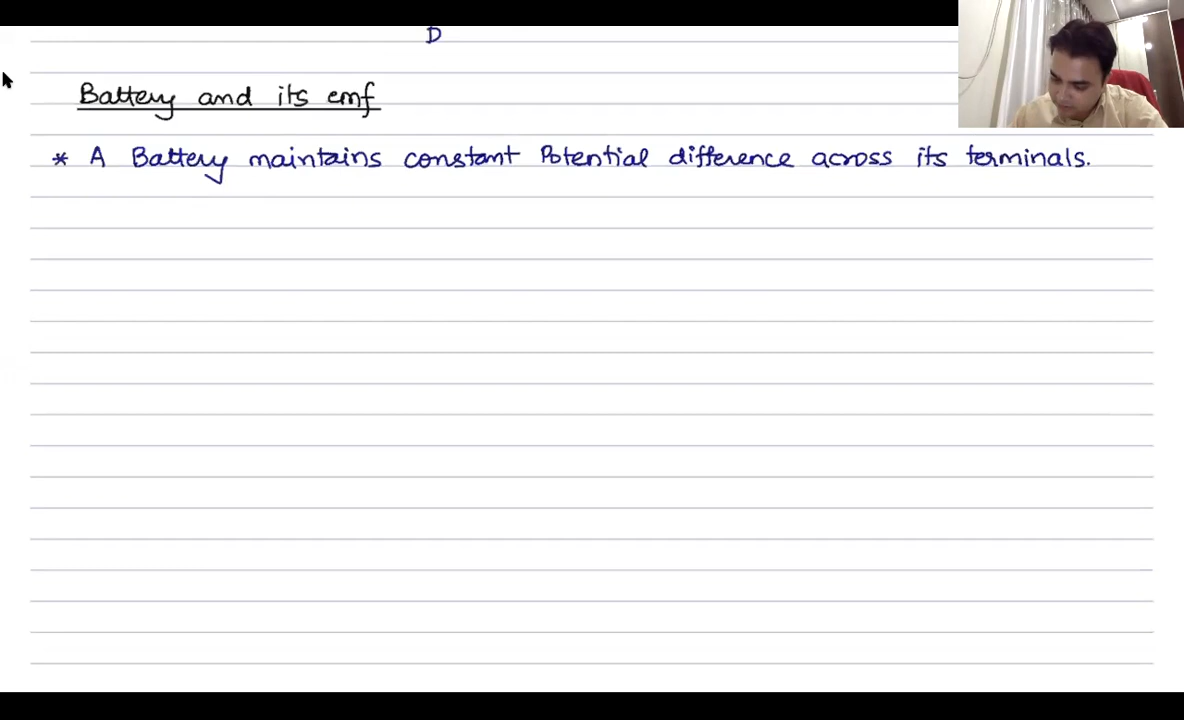 D
Battery and its emf
* A Battery maintains constant Potential difference across its terminals.